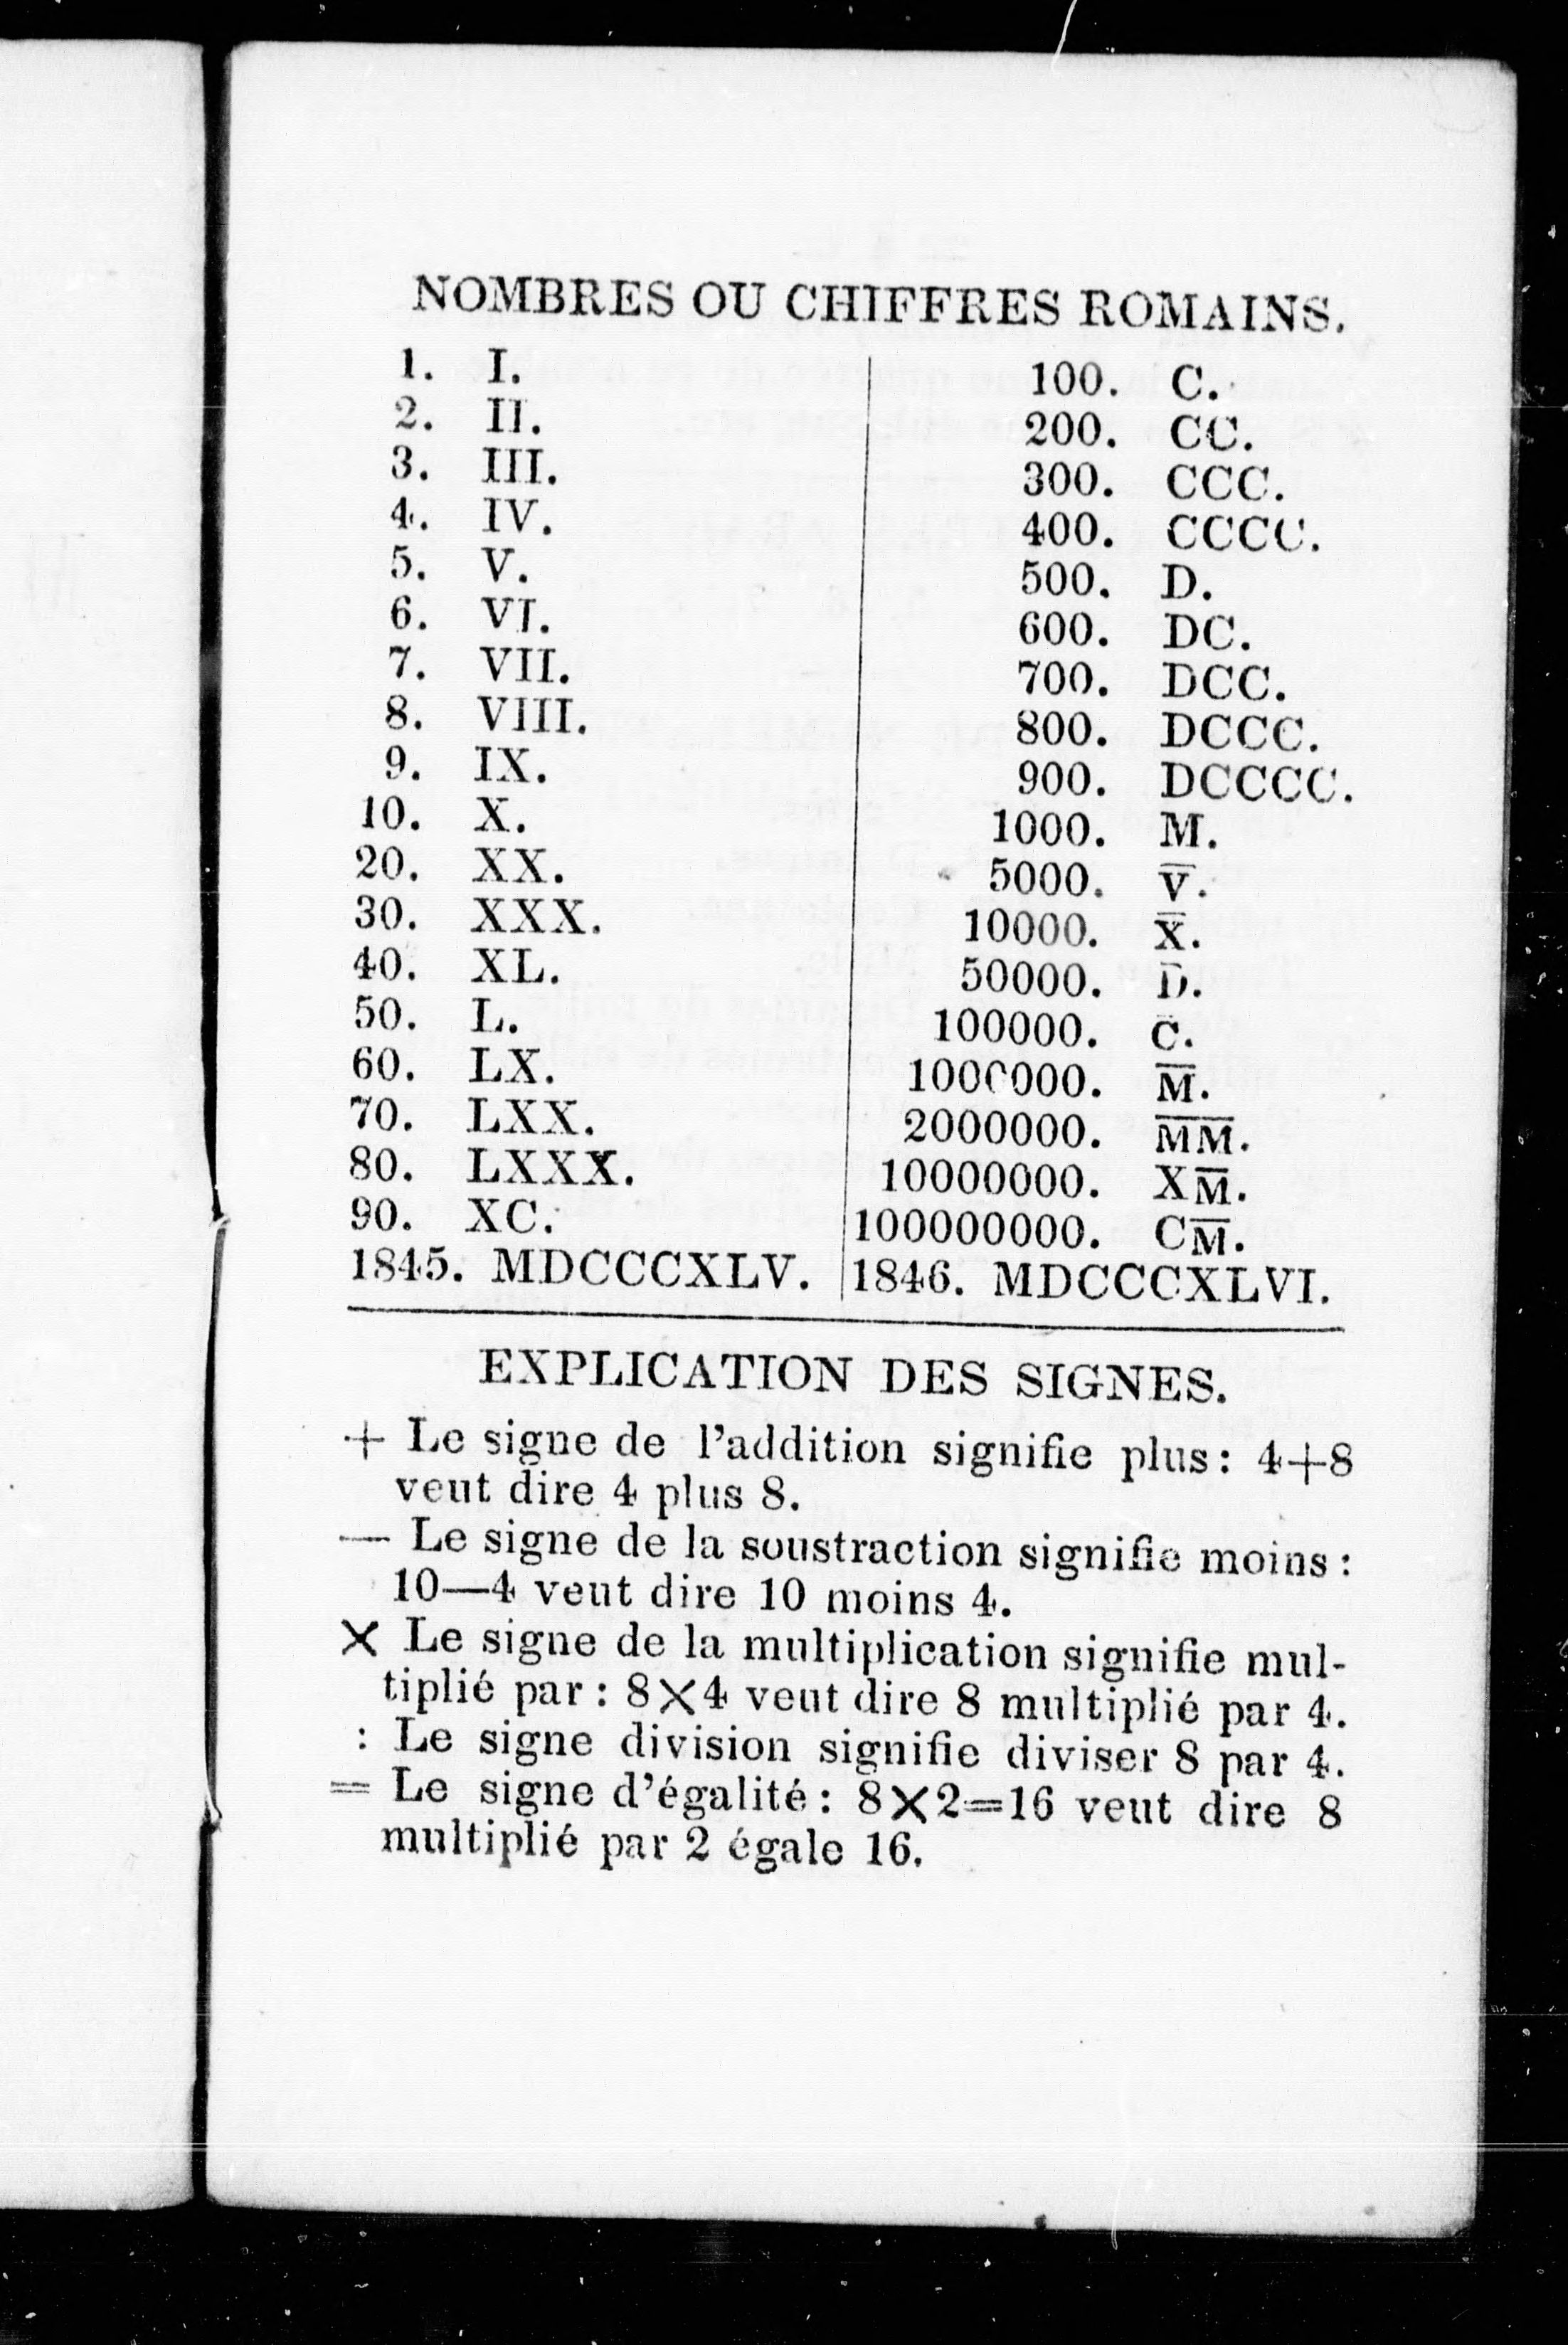 NOMBRES OU CHIFFRES ROMAINS.
1. I.
2. II.
3. III.
4. IV.
5. V.
6. VI.
7. VII.
8. VIII.
9. IX.
10. X.
20. XX.
30. XXX.
40. XL.
50. L.
60. LX.
70. LXX.
80. LXXX.
90. XC.
1845. MDCCCXLV.
100. C.
200. CC.
300. CCC.
400. CCCC.
500. D.
600. DC.
700. DCC.
800. DCCC.
900. DCCCC.
1000. M.
5000. V̅.
10000. X̅.
50000. D̅.
100000. C̅.
1000000. M̅.
2000000. M̅M̅.
10000000. XM̅.
100000000. CM̅.
1846. MDCCCXLVI.
EXPLICATION DES SIGNES.
+ Le signe de l'addition signifie plus: 4+8
veut dire 4 plus 8.
— Le signe de la soustraction signifie moins:
10—4 veut dire 10 moins 4.
× Le signe de la multiplication signifie mul-
tiplié par: 8×4 veut dire 8 multiplié par 4.
: Le signe division signifie diviser 8 par 4.
= Le signe d'égalité: 8×2=16 veut dire 8
multiplié par 2 égale 16.